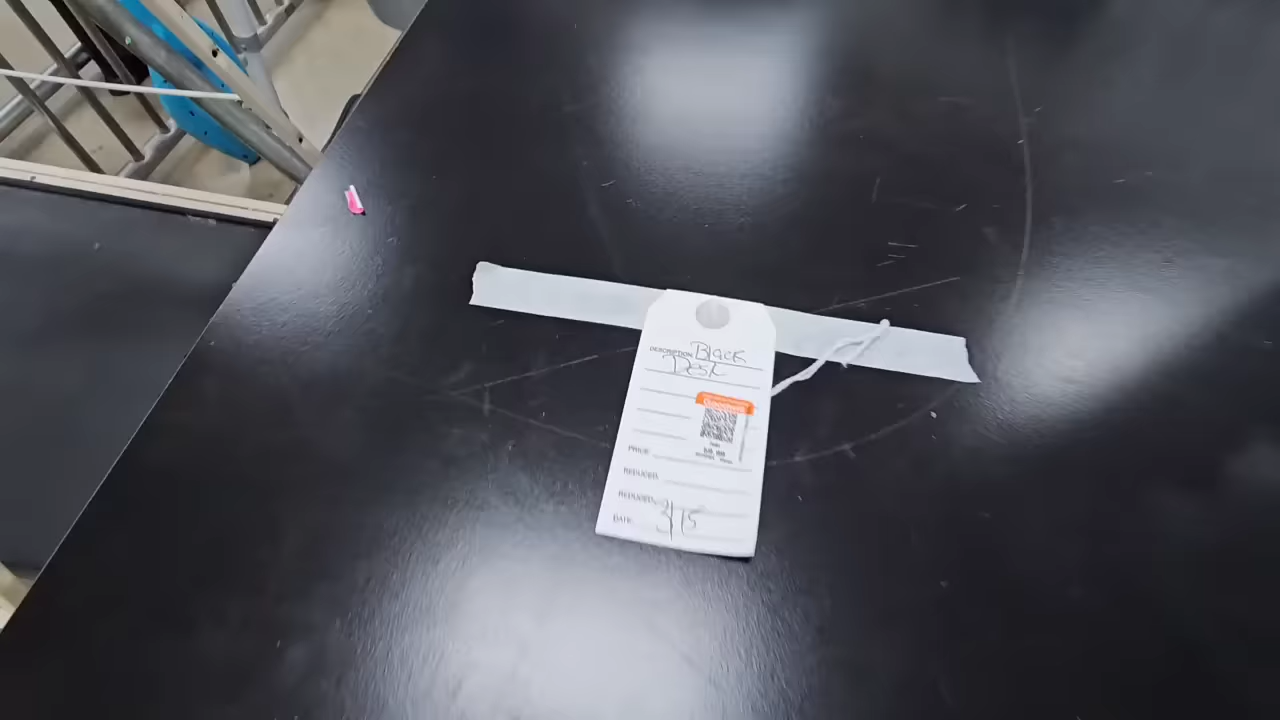 DESCRIPTION Black
Desk
PRICE
REDUCED
REDUCED
DATE 3/15